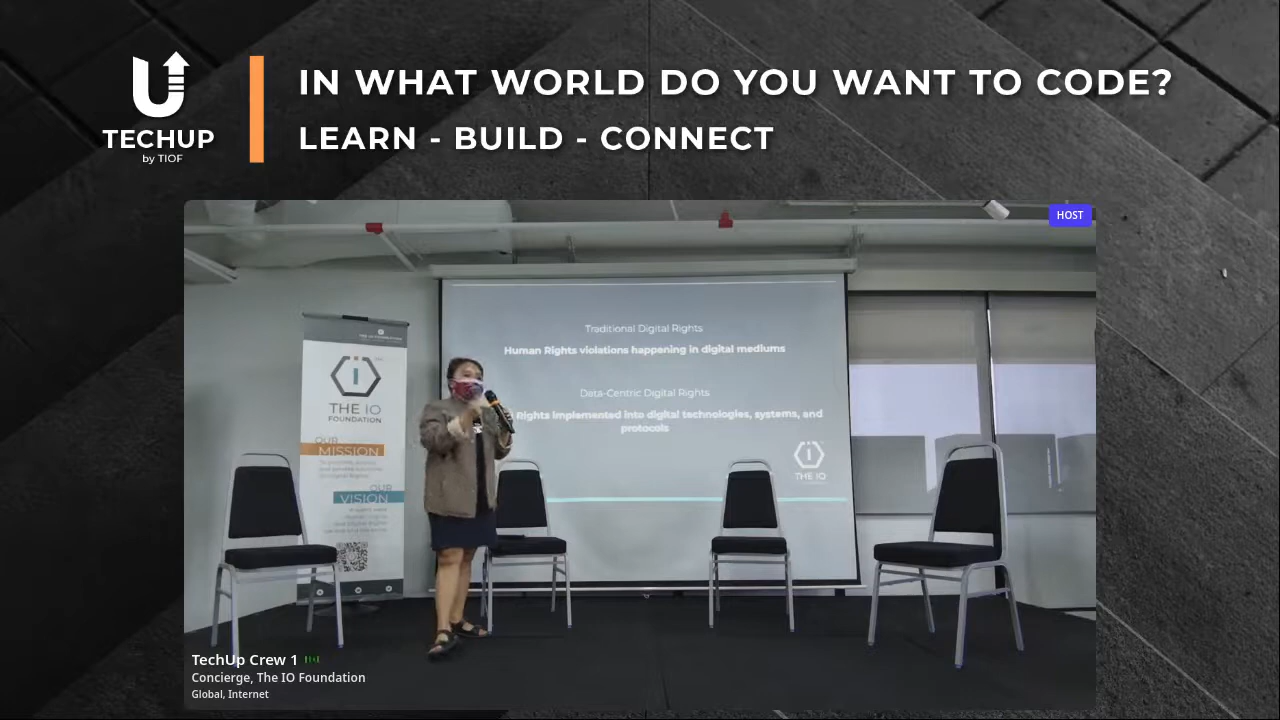 TECHUP
by TIOF
IN WHAT WORLD DO YOU WANT TO CODE?
LEARN - BUILD - CONNECT
HOST
Traditional Digital Rights
Human Rights violations happening in digital mediums
Data-Centric Digital Rights
Rights implemented into digital technologies, systems, and
protocols
THE IO
THE IO
FOUNDATION
OUR
MISSION
OUR
VISION
TechUp Crew 1
Concierge, The IO Foundation
Global, Internet